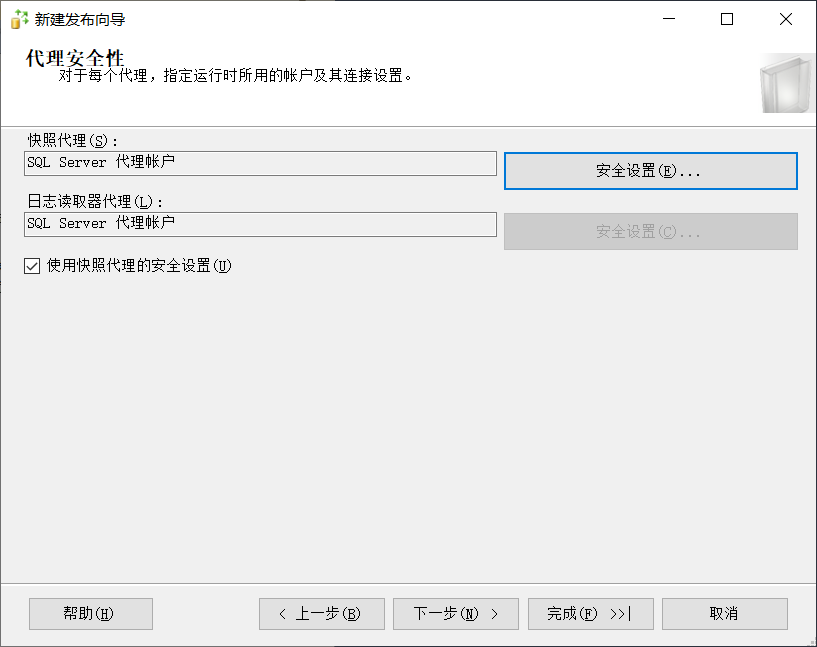 新建发布向导
代理安全性
对于每个代理，指定运行时所用的帐户及其连接设置。
快照代理(S)：
SQL Server 代理帐户
安全设置(E)...
日志读取器代理(L)：
SQL Server 代理帐户
安全设置(C)...
使用快照代理的安全设置(U)
帮助(H)
< 上一步(B)
下一步(N) >
完成(F) >>|
取消